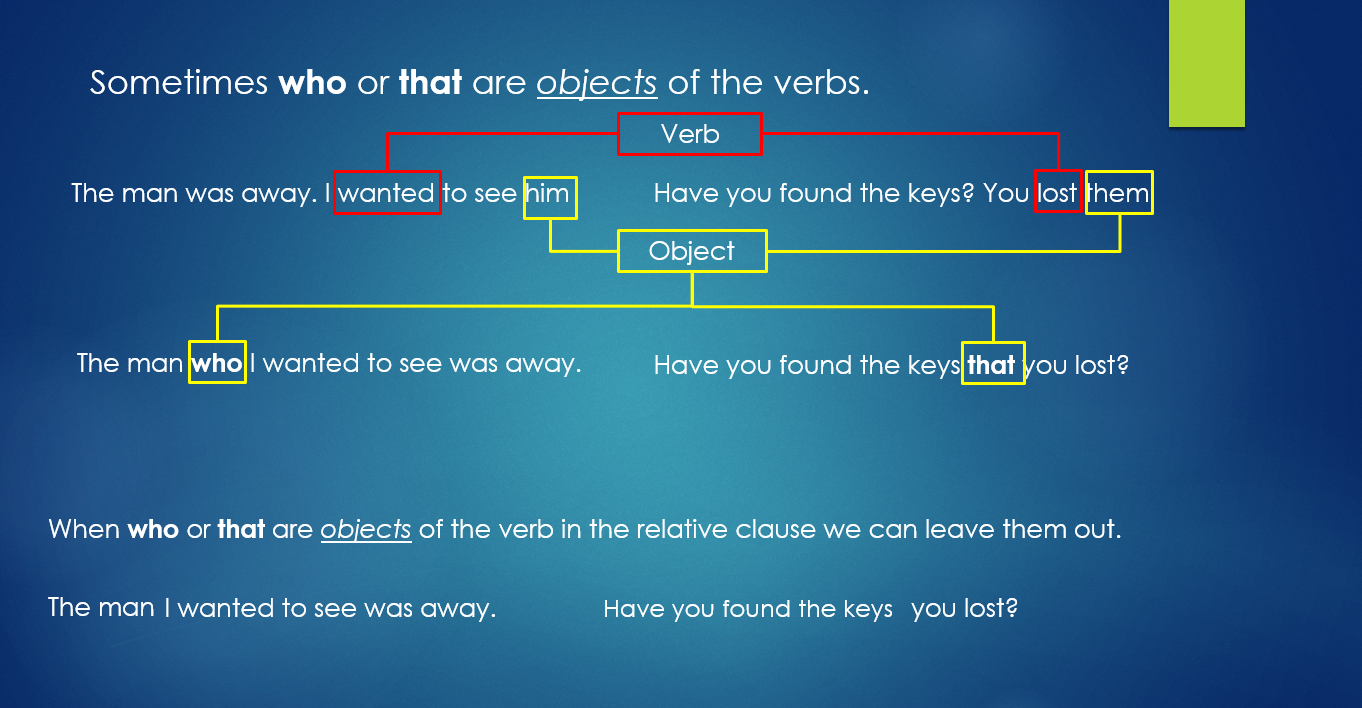 Sometimes who or that are objects of the verbs.
Verb
The man was away. I wanted to see him
Have you found the keys? You lost them
Object
The man who I wanted to see was away.
Have you found the keys that you lost?
When who or that are objects of the verb in the relative clause we can leave them out.
The man I wanted to see was away.
Have you found the keys you lost?